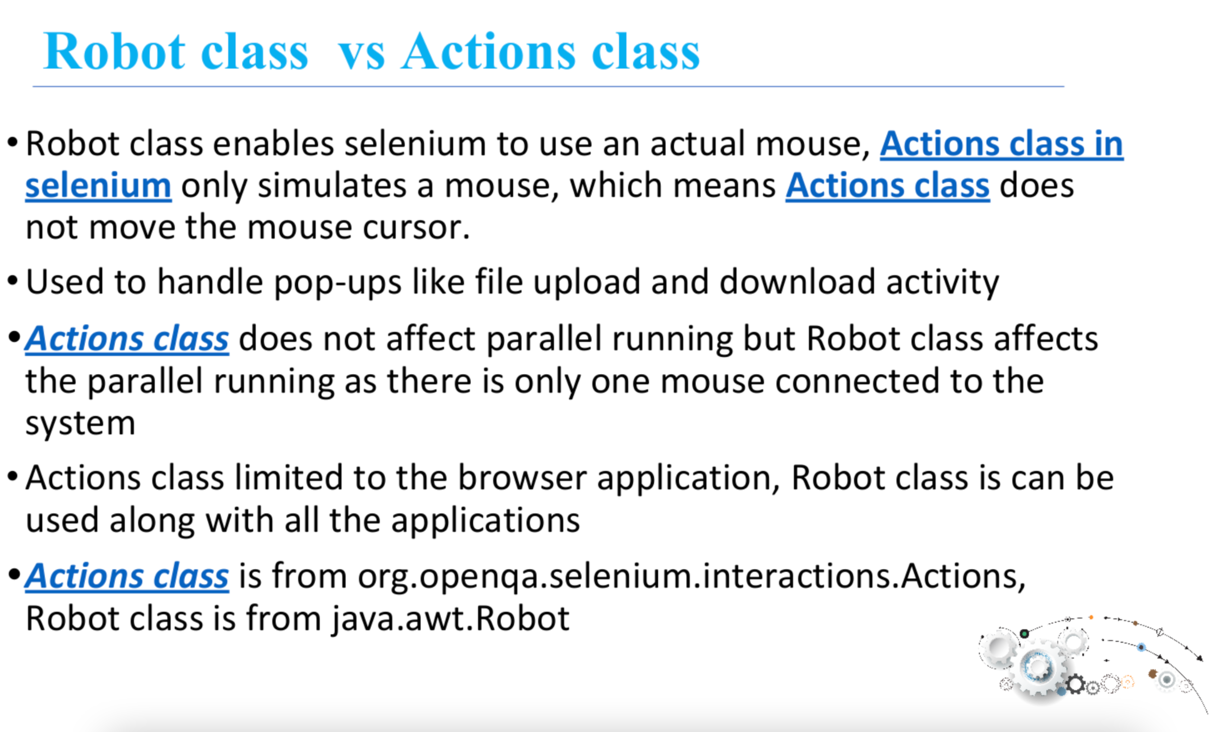 Robot class  vs Actions class
• Robot class enables selenium to use an actual mouse, Actions class in
selenium only simulates a mouse, which means Actions class does
not move the mouse cursor.
• Used to handle pop-ups like file upload and download activity
• Actions class does not affect parallel running but Robot class affects
the parallel running as there is only one mouse connected to the
system
• Actions class limited to the browser application, Robot class is can be
used along with all the applications
• Actions class is from org.openqa.selenium.interactions.Actions,
Robot class is from java.awt.Robot